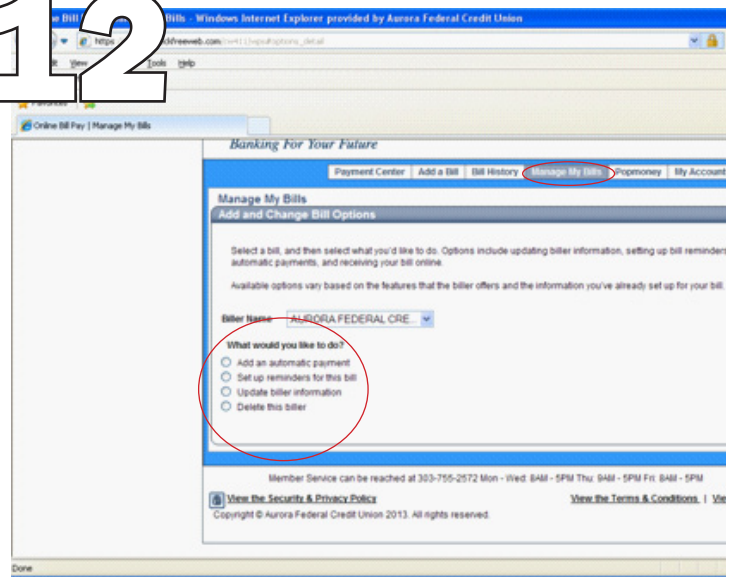 12
Bill Bills - Windows Internet Explorer provided by Aurora Federal Credit Union
https
View Tools Help
Favorites
Online Bill Pay | Manage My Bills
Banking For Your Future
Payment Center Add a Bill Bill History Manage My Bills Popmoney My Account
Manage My Bills
Add and Change Bill Options
Select a bill, and then select what you'd like to do. Options include updating biller information, setting up bill reminders
automatic payments, and receiving your bill online.
Available options vary based on the features that the biller offers and the information you've already set up for your bill.
Biller Name AURORA FEDERAL CRE...
What would you like to do?
Add an automatic payment
Set up reminders for this bill
Update biller information
Delete this biller
Member Service can be reached at 303-755-2572 Mon - Wed: 8AM - 5PM Thu: 9AM - 5PM Fri: 8AM - 5PM
View the Security & Privacy Policy View the Terms & Conditions | Vie
Copyright © Aurora Federal Credit Union 2013. All rights reserved.
Done